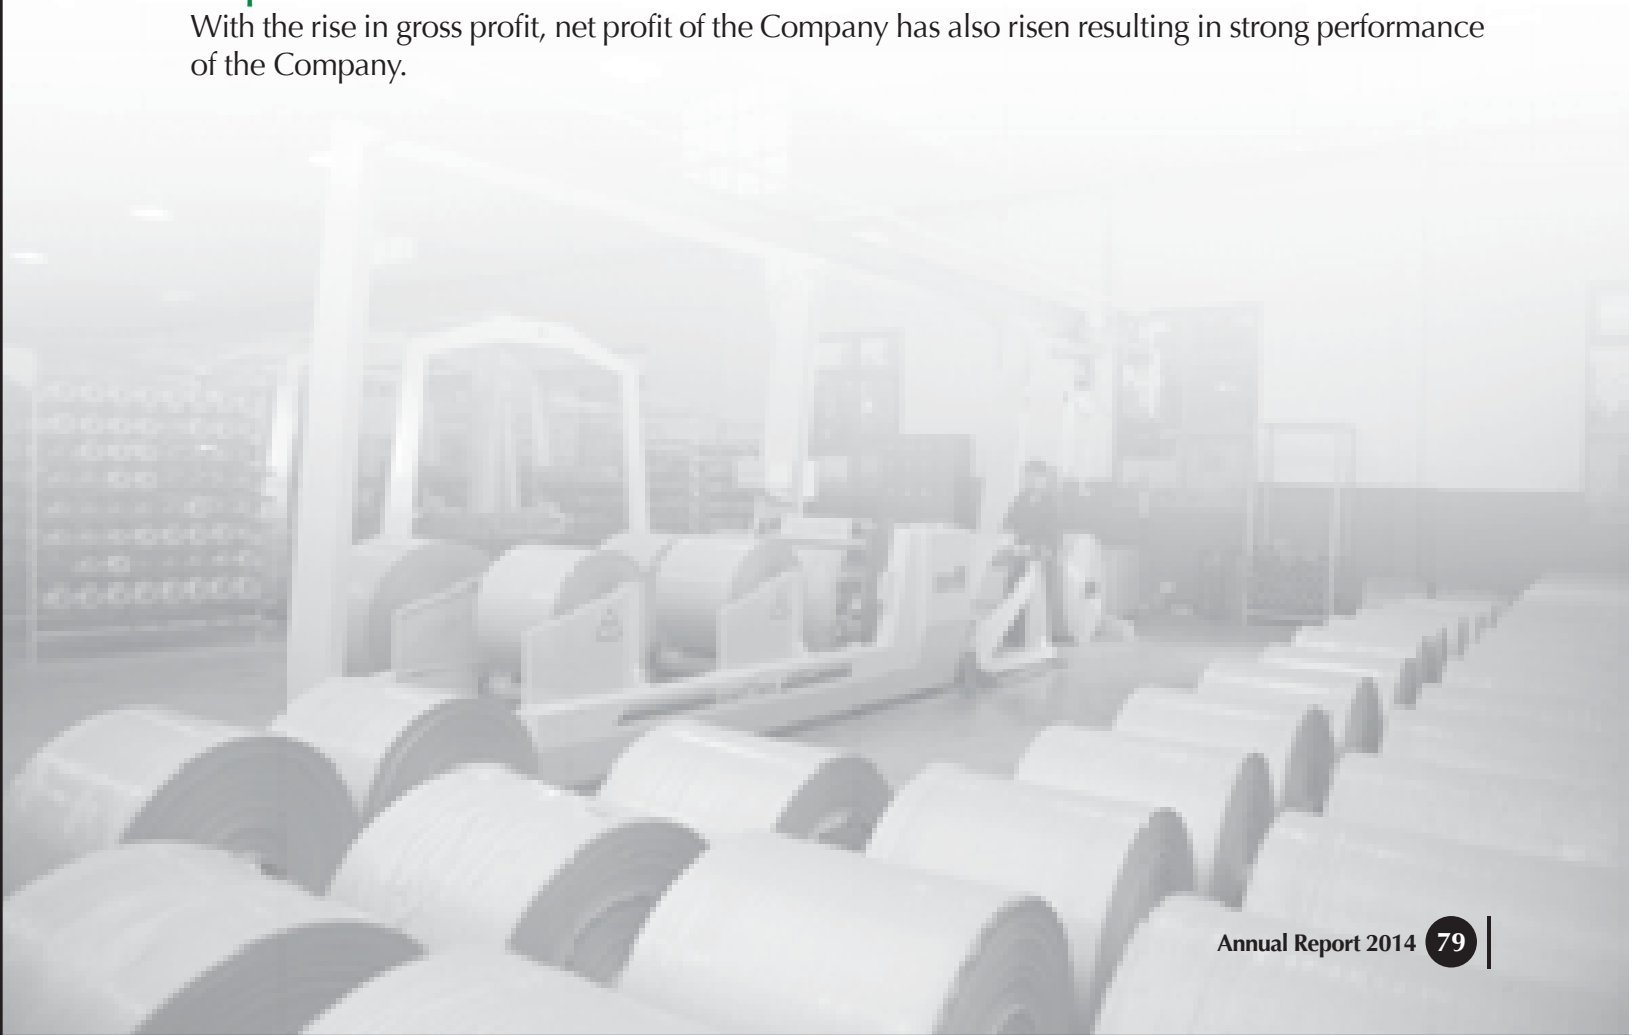 With the rise in gross profit, net profit of the Company has also risen resulting in strong performance
of the Company.
Annual Report 2014 79